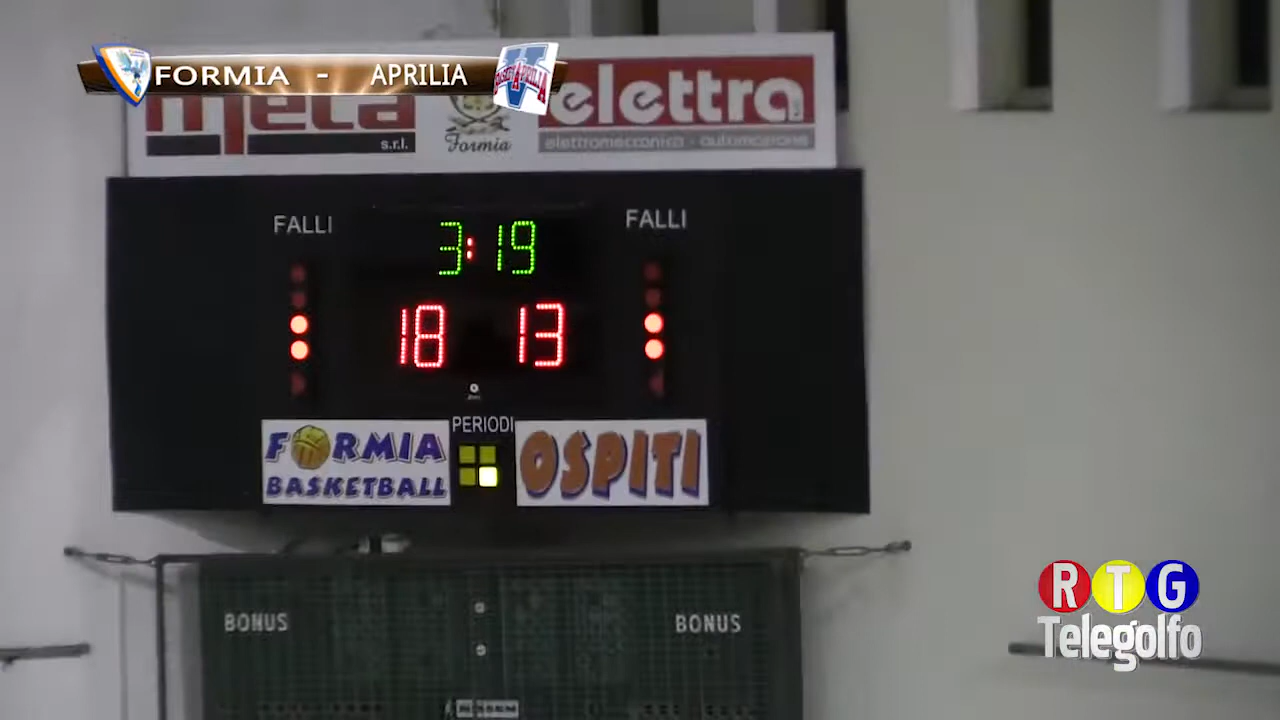 FORMIA - APRILIA
meta elettra
s.r.l. Formia elettromeccanica - automazione
FALLI FALLI
3:19
18 13
PERIODI
FORMIA BASKETBALL
OSPITI
BONUS BONUS
RTG
Telegolfo